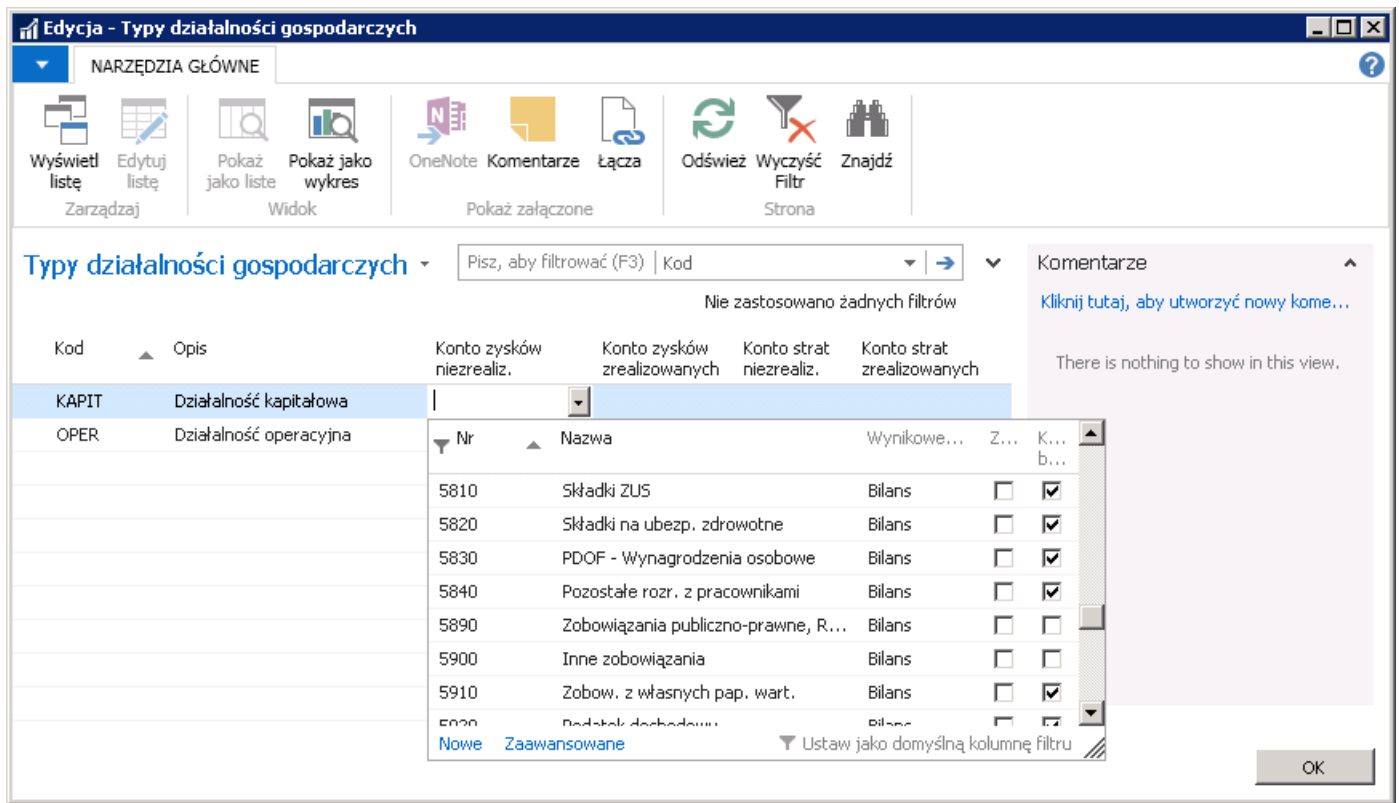 Edycja - Typy działalności gospodarczych
NARZĘDZIA GŁÓWNE
Wyświetl listę
Edytuj listę
Pokaż jako liste
Pokaż jako wykres
OneNote
Komentarze
Łącza
Odśwież
Wyczyść Filtr
Znajdź
Zarządzaj
Widok
Pokaż załączone
Strona
Typy działalności gospodarczych
Pisz, aby filtrować (F3) | Kod
Nie zastosowano żadnych filtrów
Komentarze
Kliknij tutaj, aby utworzyć nowy kome...
There is nothing to show in this view.
Kod Opis Konto zysków niezrealiz. Konto zysków zrealizowanych Konto strat niezrealiz. Konto strat zrealizowanych
KAPIT Działalność kapitałowa
OPER Działalność operacyjna
Nr Nazwa Wynikowe... Z... K... b...
5810 Składki ZUS Bilans
5820 Składki na ubezp. zdrowotne Bilans
5830 PDOF - Wynagrodzenia osobowe Bilans
5840 Pozostałe rozr. z pracownikami Bilans
5890 Zobowiązania publiczno-prawne, R... Bilans
5900 Inne zobowiązania Bilans
5910 Zobow. z własnych pap. wart. Bilans
5920 Podatek dochodowy Bilans
Nowe Zaawansowane Ustaw jako domyślną kolumnę filtru
OK